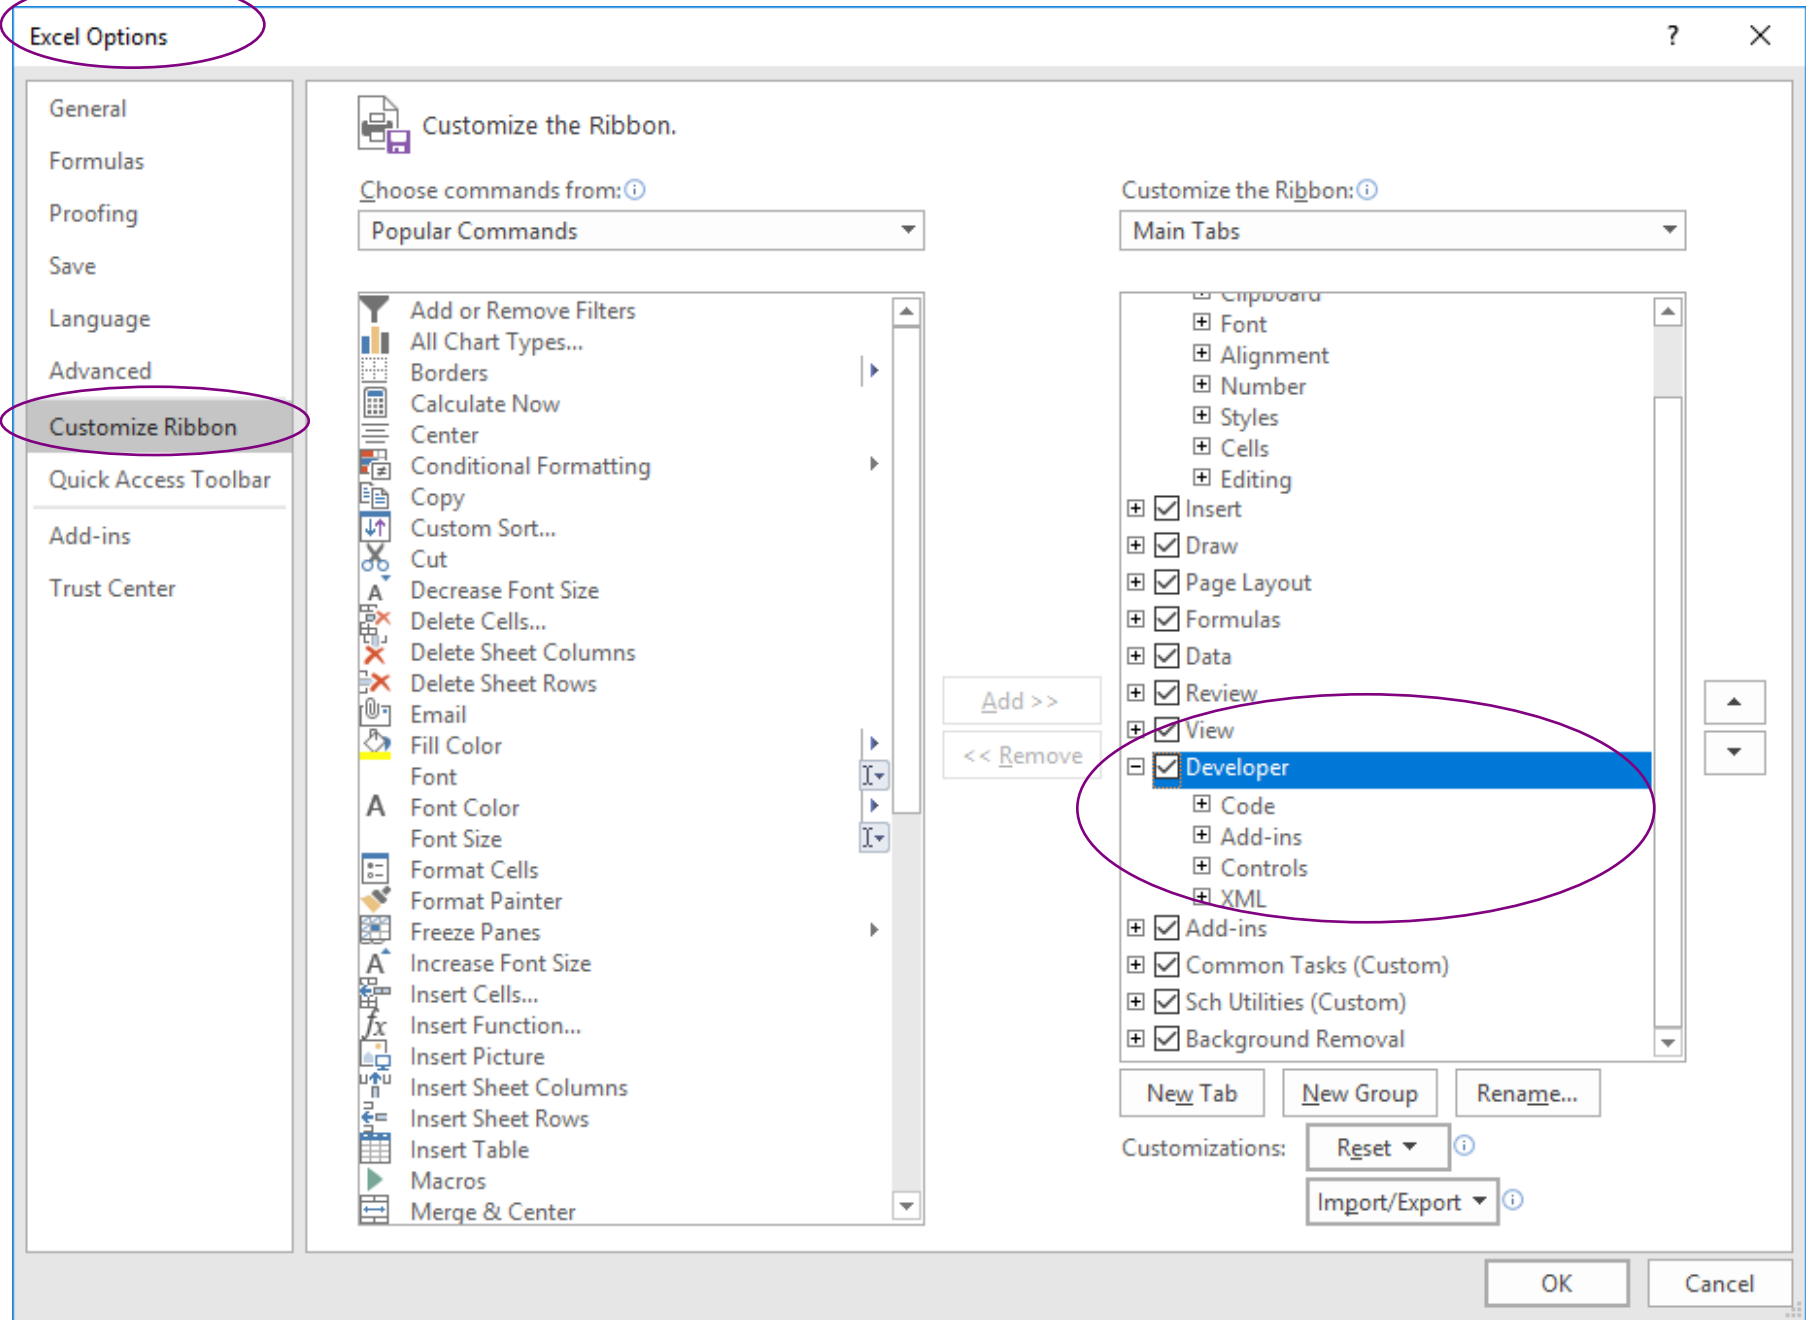 Excel Options
?
General
Formulas
Proofing
Save
Language
Advanced
Customize Ribbon
Quick Access Toolbar
Add-ins
Trust Center
Customize the Ribbon.
Choose commands from:
Popular Commands
Add or Remove Filters
All Chart Types...
Borders
Calculate Now
Center
Conditional Formatting
Copy
Custom Sort...
Cut
Decrease Font Size
Delete Cells...
Delete Sheet Columns
Delete Sheet Rows
Email
Fill Color
Font
Font Color
Font Size
Format Cells
Format Painter
Freeze Panes
Increase Font Size
Insert Cells...
Insert Function...
Insert Picture
Insert Sheet Columns
Insert Sheet Rows
Insert Table
Macros
Merge & Center
Add >>
<< Remove
Customize the Ribbon:
Main Tabs
Clipboard
Font
Alignment
Number
Styles
Cells
Editing
Insert
Draw
Page Layout
Formulas
Data
Review
View
Developer
Code
Add-ins
Controls
XML
Add-ins
Common Tasks (Custom)
Sch Utilities (Custom)
Background Removal
New Tab New Group Rename...
Customizations: Reset
Import/Export
OK Cancel